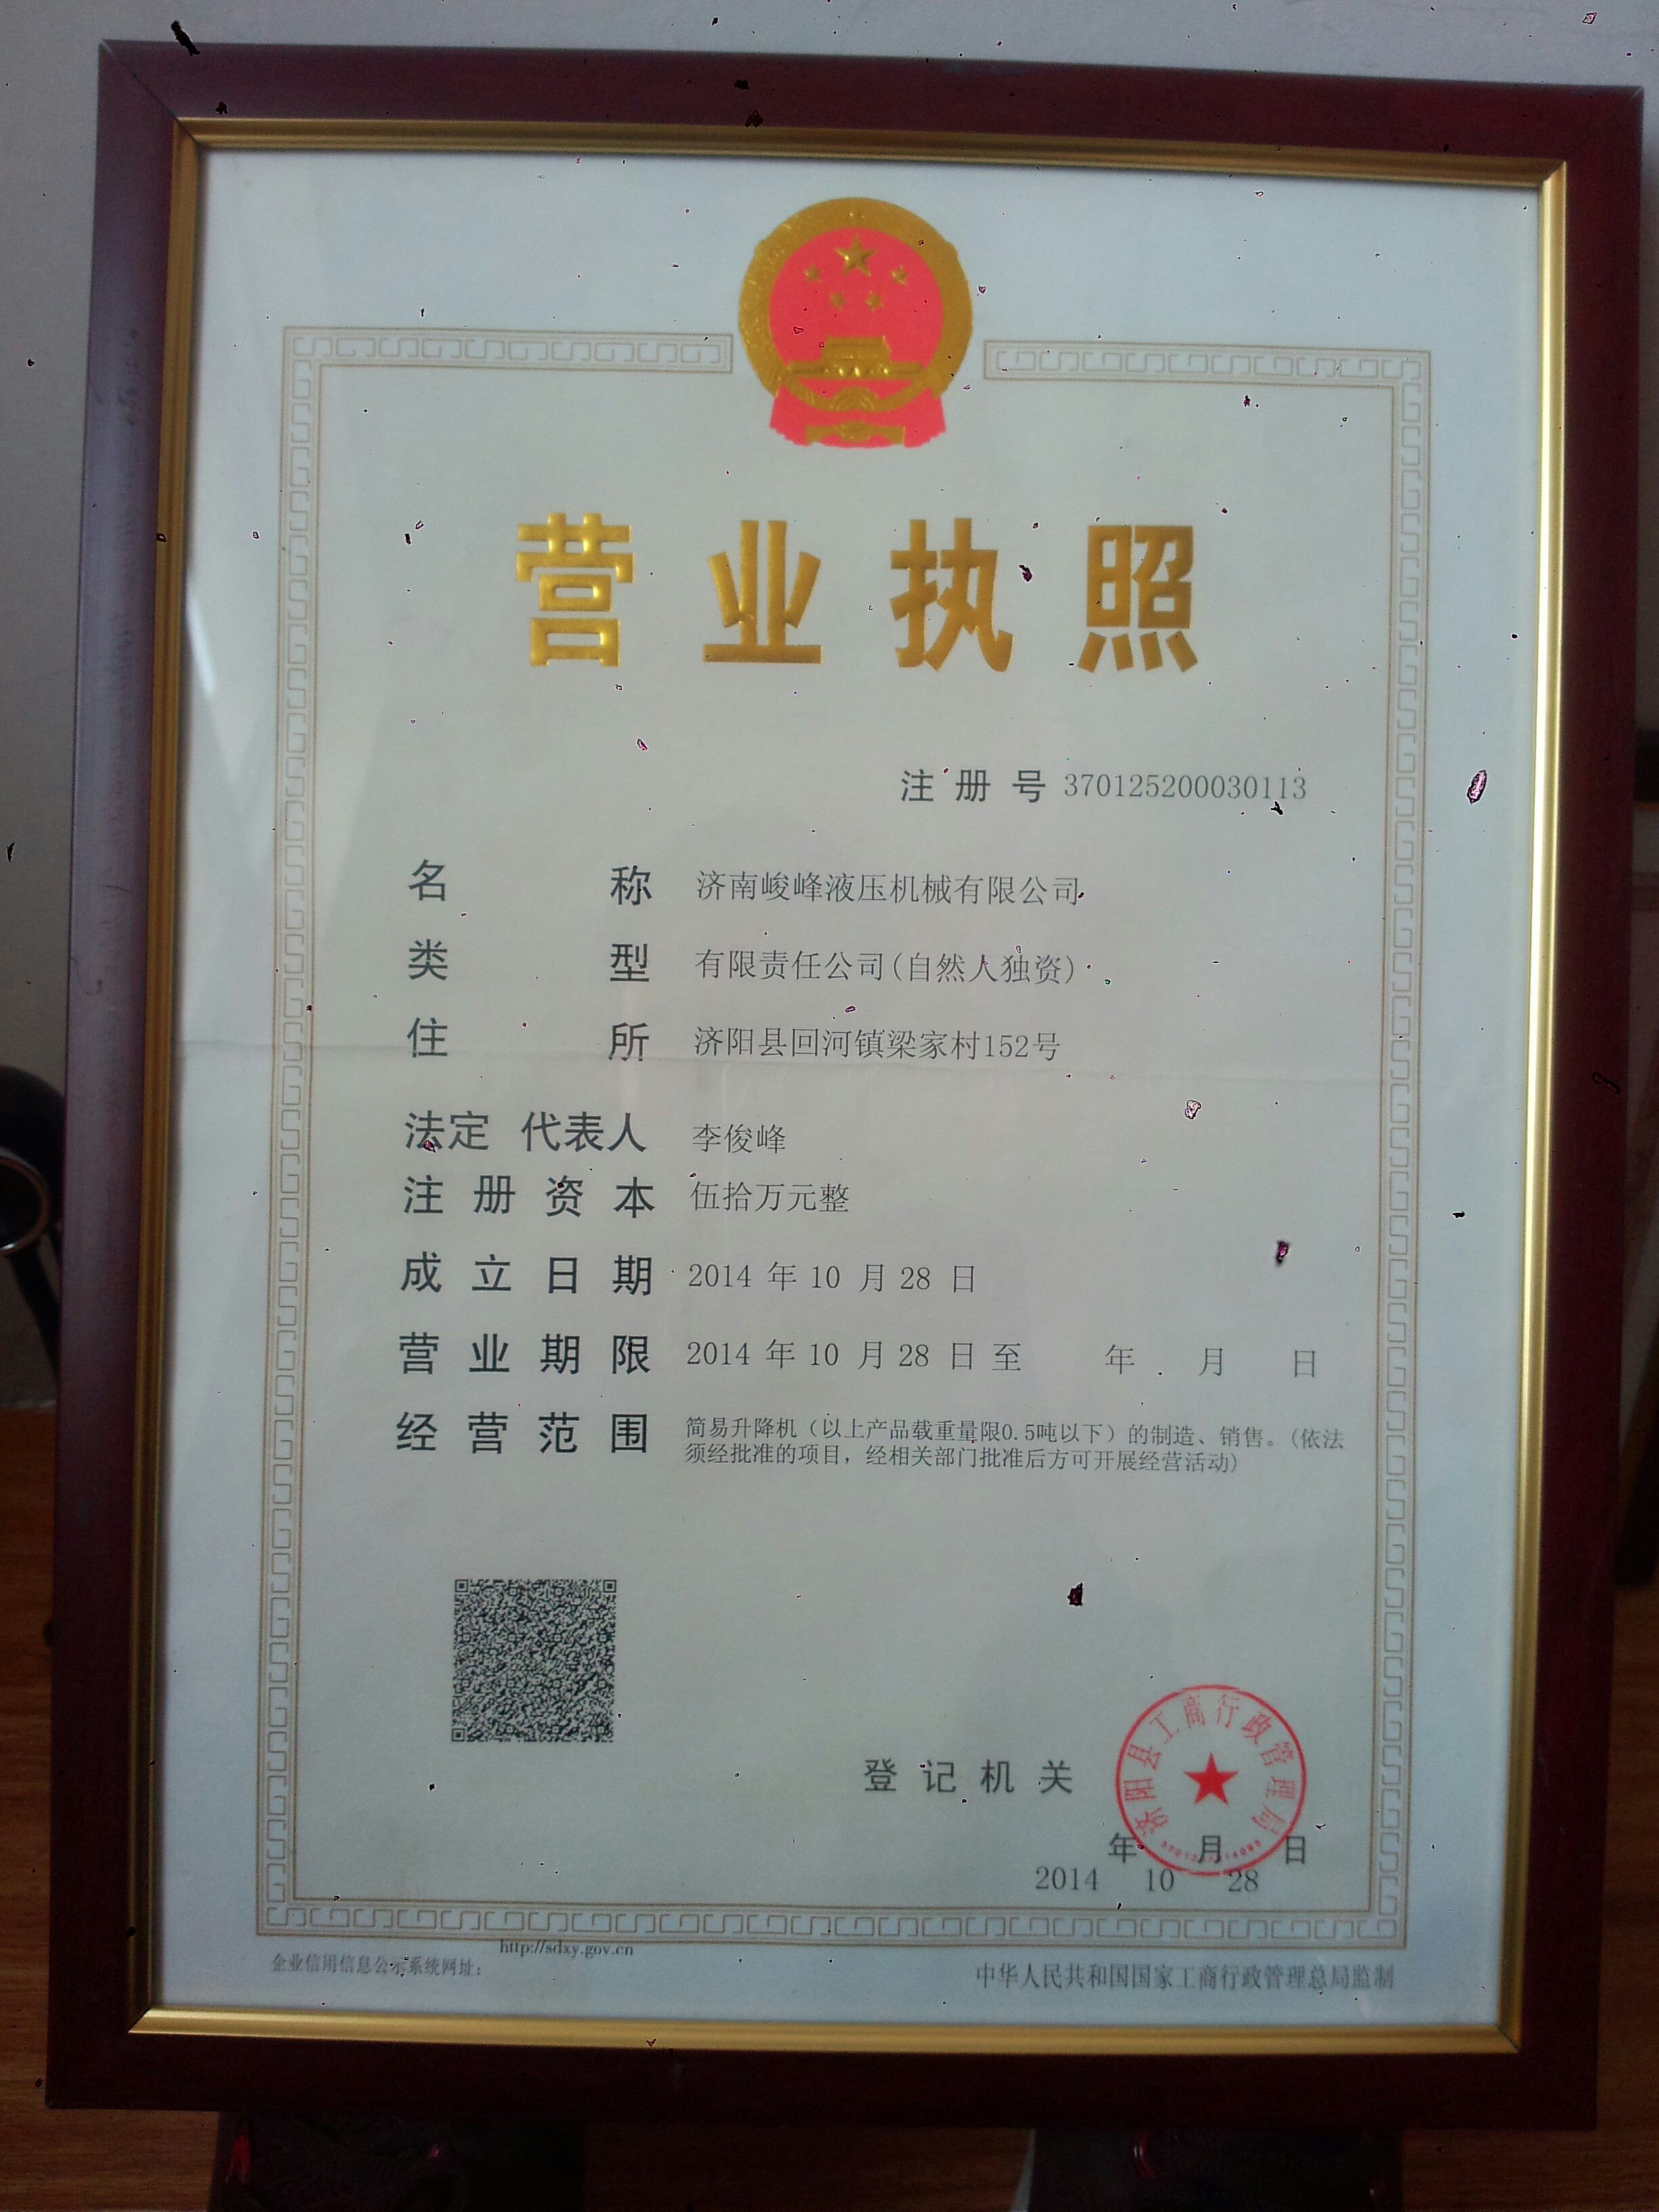 营业执照
注册号 370125200030113
名称 济南峻峰液压机械有限公司
类型 有限责任公司(自然人独资)
住所 济阳县回河镇梁家村152号
法定代表人 李俊峰
注册资本 伍拾万元整
成立日期 2014 年 10 月 28 日
营业期限 2014 年 10 月 28 日 至 年 月 日
经营范围 简易升降机（以上产品载重量限0.5吨以下）的制造、销售。(依法
须经批准的项目，经相关部门批准后方可开展经营活动)
济阳县工商行政管理局
登记机关
年 月 日
2014 10 28
http://sdxy.gov.cn
企业信用信息公示系统网址：
中华人民共和国国家工商行政管理总局监制